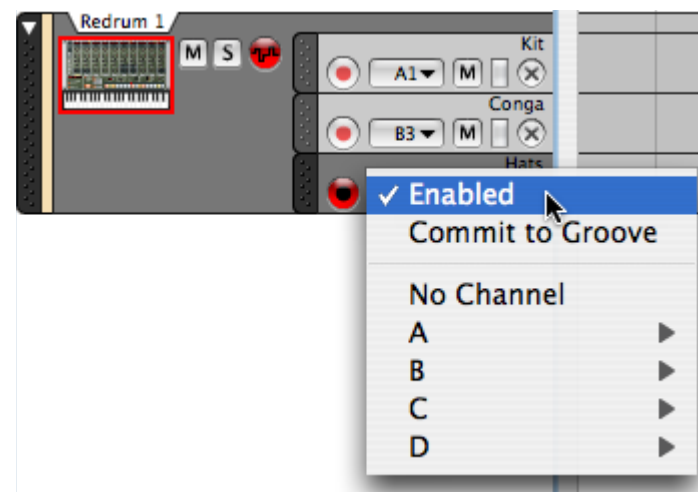 Redrum 1
M S
Kit
A1 M
Conga
B3 M
Hats
✓ Enabled
Commit to Groove
No Channel
A
B
C
D